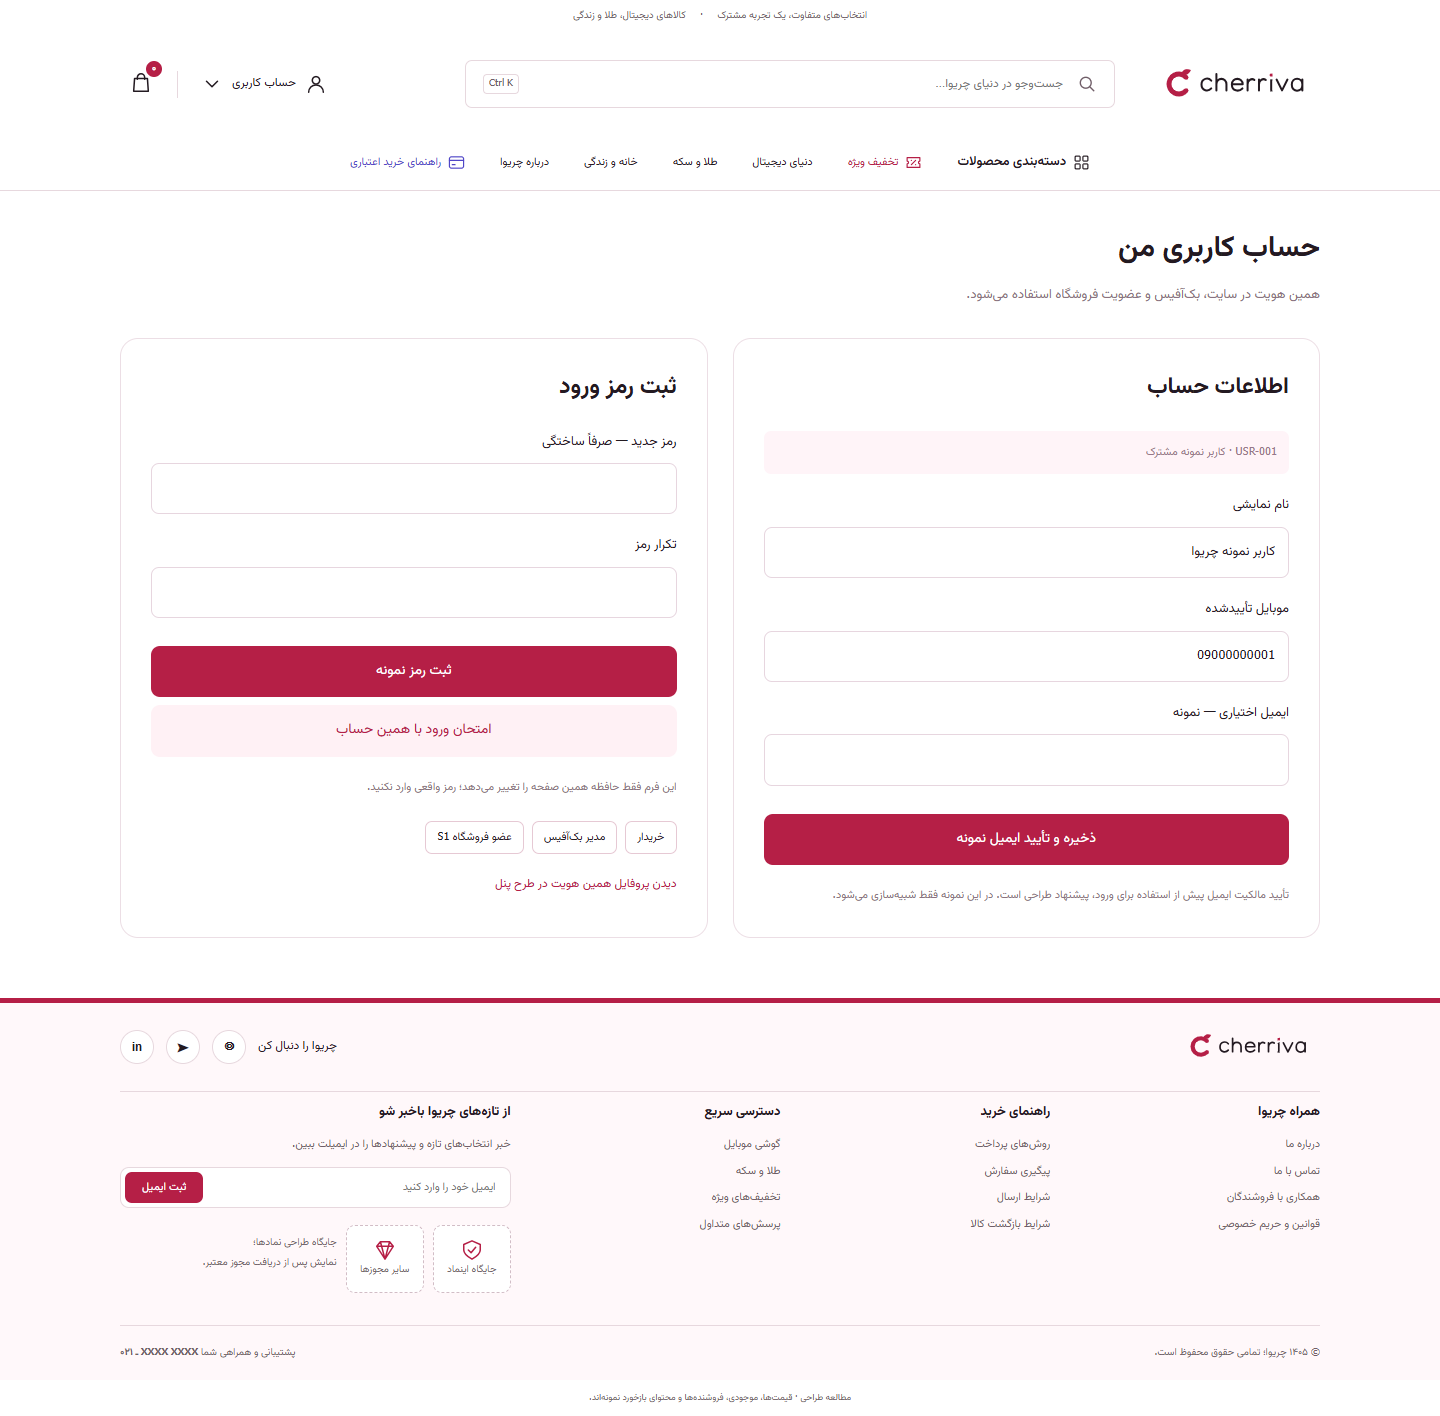 انتخاب‌های متفاوت، یک تجربه مشترک · کالاهای دیجیتال، طلا و زندگی
cherriva
جست‌وجو در دنیای چریوا...
Ctrl K
حساب کاربری
دسته‌بندی محصولات
تخفیف ویژه
دنیای دیجیتال
طلا و سکه
خانه و زندگی
درباره چریوا
راهنمای خرید اعتباری
حساب کاربری من
همین هویت در سایت، بک‌آفیس و عضویت فروشگاه استفاده می‌شود.
اطلاعات حساب
USR-001 · کاربر نمونه مشترک
نام نمایشی
کاربر نمونه چریوا
موبایل تأییدشده
09000000001
ایمیل اختیاری — نمونه
ذخیره و تأیید ایمیل نمونه
تأیید مالکیت ایمیل پیش از استفاده برای ورود، پیشنهاد طراحی است. در این نمونه فقط شبیه‌سازی می‌شود.
ثبت رمز ورود
رمز جدید — صرفاً ساختگی
تکرار رمز
ثبت رمز نمونه
امتحان ورود با همین حساب
این فرم فقط حافظه همین صفحه را تغییر می‌دهد؛ رمز واقعی وارد نکنید.
خریدار
مدیر بک‌آفیس
عضو فروشگاه S1
دیدن پروفایل همین هویت در طرح پنل
cherriva
چریوا را دنبال کن
in
همراه چریوا
درباره ما
تماس با ما
همکاری با فروشندگان
قوانین و حریم خصوصی
راهنمای خرید
روش‌های پرداخت
پیگیری سفارش
شرایط ارسال
شرایط بازگشت کالا
دسترسی سریع
گوشی موبایل
طلا و سکه
تخفیف‌های ویژه
پرسش‌های متداول
از تازه‌های چریوا باخبر شو
خبر انتخاب‌های تازه و پیشنهادها را در ایمیلت ببین.
ایمیل خود را وارد کنید
ثبت ایمیل
جایگاه اینماد
سایر مجوزها
جایگاه طراحی نمادها؛
نمایش پس از دریافت مجوز معتبر.
© ۱۴۰۵ چریوا؛ تمامی حقوق محفوظ است.
پشتیبانی و همراهی شما ۰۲۱ - XXXX XXXX
مطالعه طراحی · قیمت‌ها، موجودی، فروشنده‌ها و محتوای بازخورد نمونه‌اند.